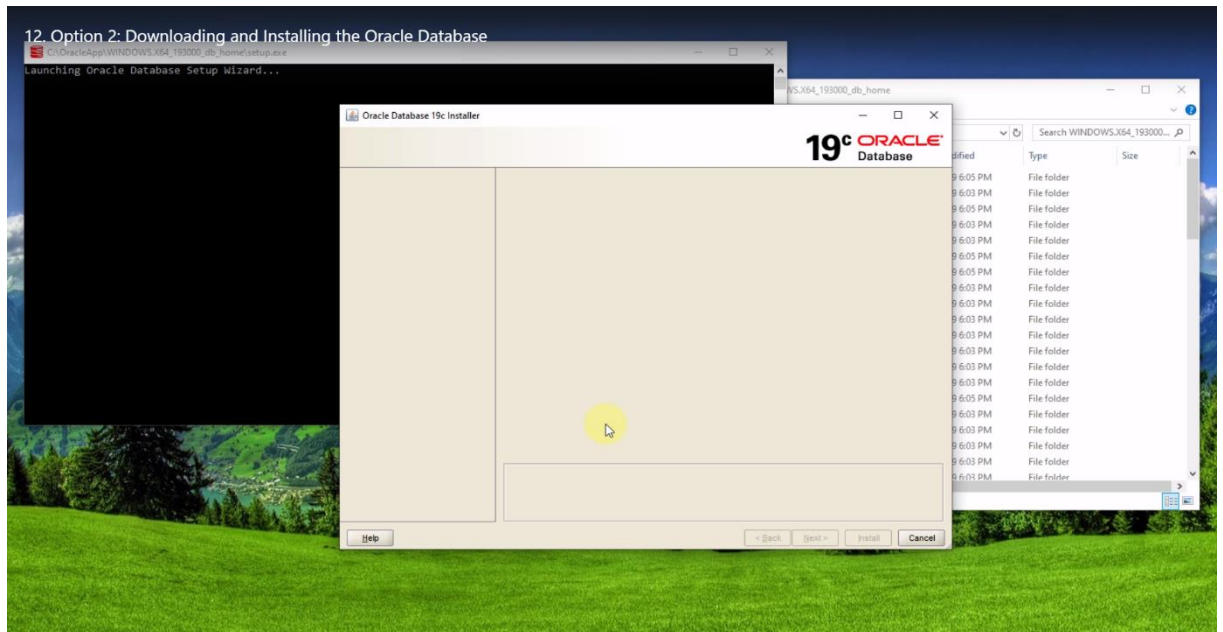 12. Option 2: Downloading and Installing the Oracle Database
C:\OracleApp\WINDOWS.X64_193000_db_home\setup.exe
Launching Oracle Database Setup Wizard...
WS.X64_193000_db_home
Oracle Database 19c Installer
19c ORACLE
Database
Search WINDOWS.X64_193000...
dified Type Size
9 6:05 PM File folder
9 6:03 PM File folder
9 6:05 PM File folder
9 6:03 PM File folder
9 6:03 PM File folder
9 6:05 PM File folder
9 6:05 PM File folder
9 6:03 PM File folder
9 6:03 PM File folder
9 6:03 PM File folder
9 6:03 PM File folder
9 6:03 PM File folder
9 6:03 PM File folder
9 6:03 PM File folder
9 6:05 PM File folder
9 6:03 PM File folder
9 6:03 PM File folder
9 6:03 PM File folder
9 6:03 PM File folder
9 6:03 PM File folder
Help < Back Next > Install Cancel